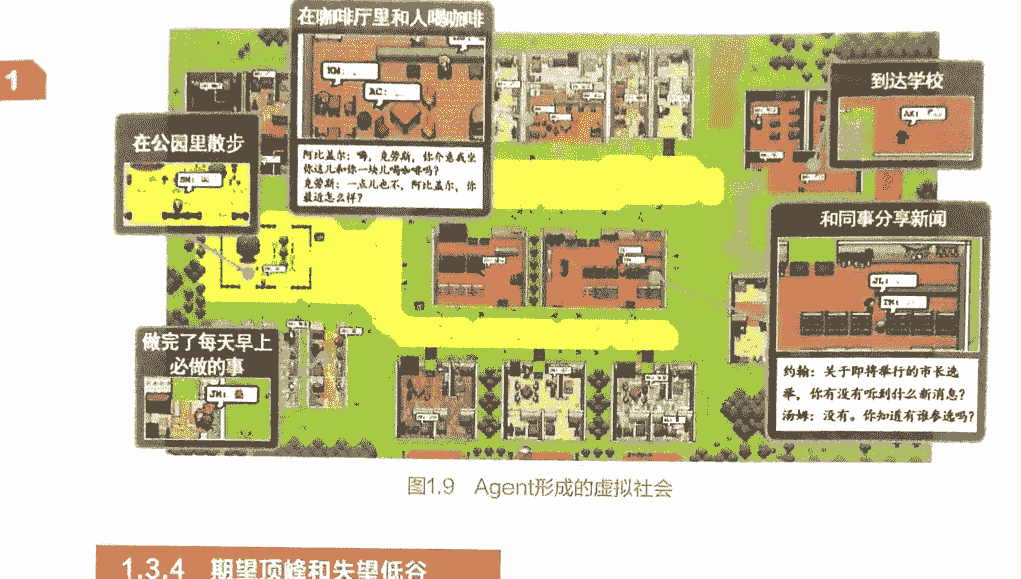 1
在咖啡厅里和人喝咖啡
KM:
AC:
阿比盖尔：嗨，克劳斯，你介意我坐
你这儿和你一块儿喝咖啡吗？
克劳斯：一点儿也不，阿比盖尔，你
最近怎么样？
到达学校
AK:
在公园里散步
和同事分享新闻
JL:
TM:
约翰：关于即将举行的市长选
举，你有没有听到什么新消息？
汤姆：没有。你知道有谁参选吗？
做完了每天早上
必做的事
JM:
图1.9 Agent形成的虚拟社会
1.3.4 期望顶峰和失望低谷